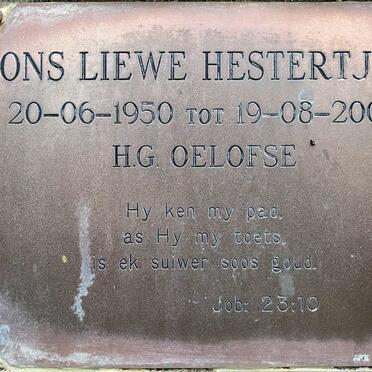 ONS LIEWE HESTERTJ
20-06-1950 TOT 19-08-200
H.G. OELOFSE
Hy ken my pad,
as Hy my toets,
is ek suiwer soos goud.
Job: 23:10